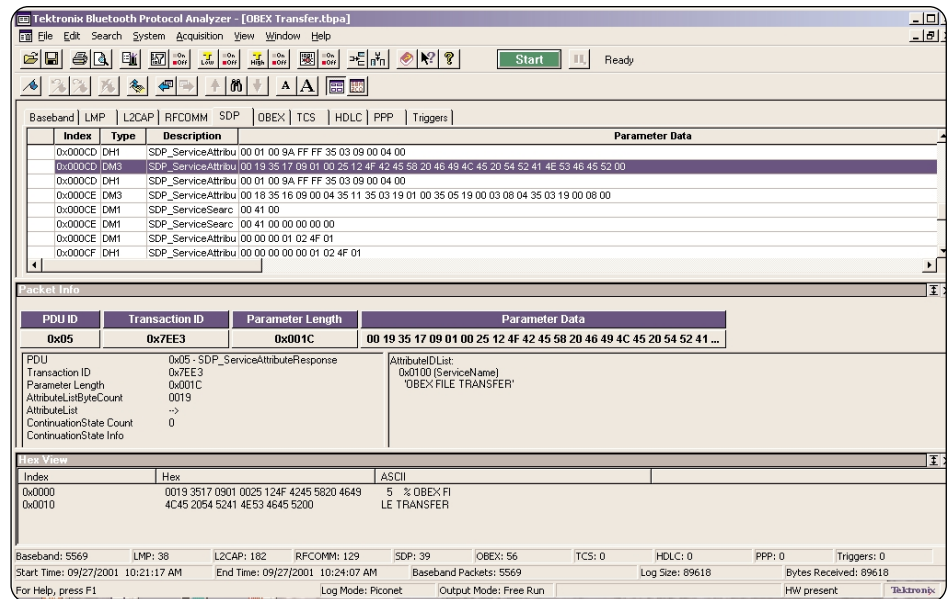 Tektronix Bluetooth Protocol Analyzer - [OBEX Transfer.tbpa]
File Edit Search System Acquisition View Window Help
On Off On Off Low On Off High On Off On Off Start Ready
A A
Baseband LMP L2CAP RFCOMM SDP OBEX TCS HDLC PPP Triggers
Index Type Description Parameter Data
0x000CD DH1 SDP_ServiceAttribu 00 01 00 9A FF FF 35 03 09 00 04 00
0x000CD DM3 SDP_ServiceAttribu 00 19 35 17 09 01 00 25 12 4F 42 45 58 20 46 49 4C 45 20 54 52 41 4E 53 46 45 52 00
0x000CD DH1 SDP_ServiceAttribu 00 01 00 9A FF FF 35 03 09 00 04 00
0x000CE DM3 SDP_ServiceAttribu 00 18 35 16 09 00 04 35 11 35 03 19 01 00 35 05 19 00 03 08 04 35 03 19 00 08 00
0x000CE DM1 SDP_ServiceSearc 00 41 00
0x000CE DM1 SDP_ServiceSearc 00 41 00 00 00 00 00
0x000CE DM1 SDP_ServiceAttribu 00 00 00 01 02 4F 01
0x000CF DH1 SDP_ServiceAttribu 00 00 00 00 00 01 02 4F 01
Packet Info
PDU ID Transaction ID Parameter Length Parameter Data
0x05 0x7EE3 0x001C 00 19 35 17 09 01 00 25 12 4F 42 45 58 20 46 49 4C 45 20 54 52 41 ...
PDU 0x05 - SDP_ServiceAttributeResponse
Transaction ID 0x7EE3
Parameter Length 0x001C
AttributeListByteCount 0019
AttributeList -->
ContinuationState Count 0
ContinuationState Info
AttributeIDList:
0x0100 (ServiceName)
'OBEX FILE TRANSFER'
Hex View
Index Hex ASCII
0x0000 0019 3517 0901 0025 124F 4245 5820 4649 5 % OBEX FI
0x0010 4C45 2054 5241 4E53 4645 5200 LE TRANSFER
Baseband: 5569 LMP: 38 L2CAP: 182 RFCOMM: 129 SDP: 39 OBEX: 56 TCS: 0 HDLC: 0 PPP: 0 Triggers: 0
Start Time: 09/27/2001 10:21:17 AM End Time: 09/27/2001 10:24:07 AM Baseband Packets: 5569 Log Size: 89618 Bytes Received: 89618
For Help, press F1 Log Mode: Piconet Output Mode: Free Run HW present Tektronix